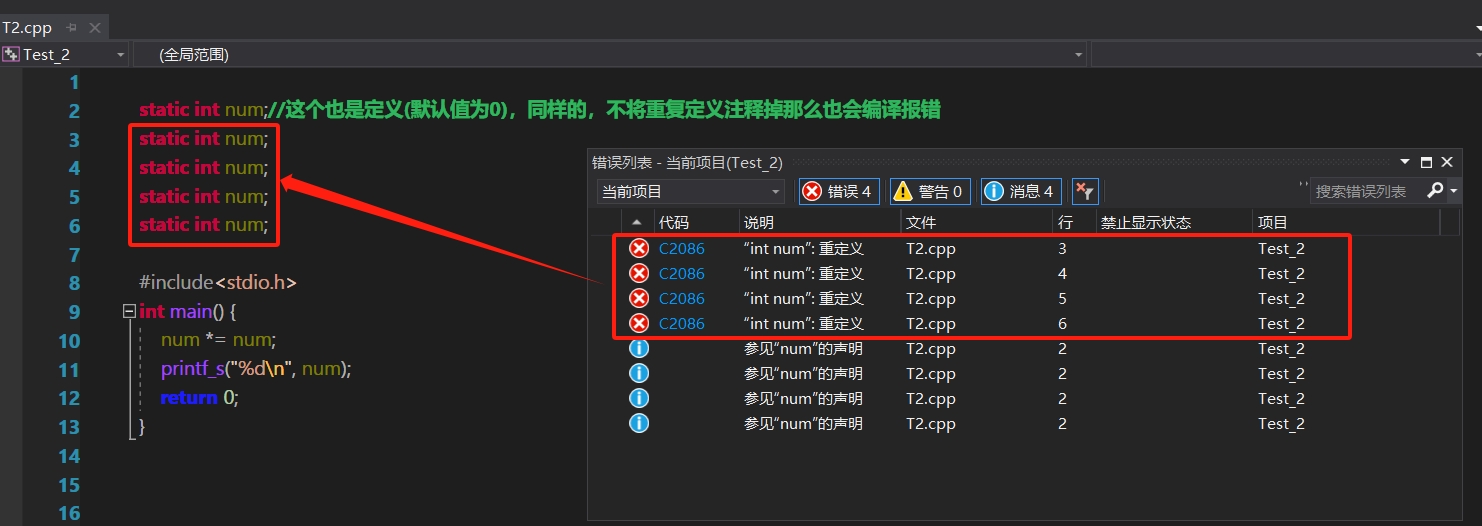 T2.cpp
Test_2
(全局范围)
1
2 static int num;//这个也是定义(默认值为0)，同样的，不将重复定义注释掉那么也会编译报错
3 static int num;
4 static int num;
5 static int num;
6 static int num;
7
8 #include<stdio.h>
9 int main() {
10 num *= num;
11 printf_s("%d\n", num);
12 return 0;
13 }
14
15
16
错误列表 - 当前项目(Test_2)
当前项目 错误 4 警告 0 消息 4 搜索错误列表
代码 说明 文件 行 禁止显示状态 项目
C2086 “int num”: 重定义 T2.cpp 3 Test_2
C2086 “int num”: 重定义 T2.cpp 4 Test_2
C2086 “int num”: 重定义 T2.cpp 5 Test_2
C2086 “int num”: 重定义 T2.cpp 6 Test_2
参见“num”的声明 T2.cpp 2 Test_2
参见“num”的声明 T2.cpp 2 Test_2
参见“num”的声明 T2.cpp 2 Test_2
参见“num”的声明 T2.cpp 2 Test_2